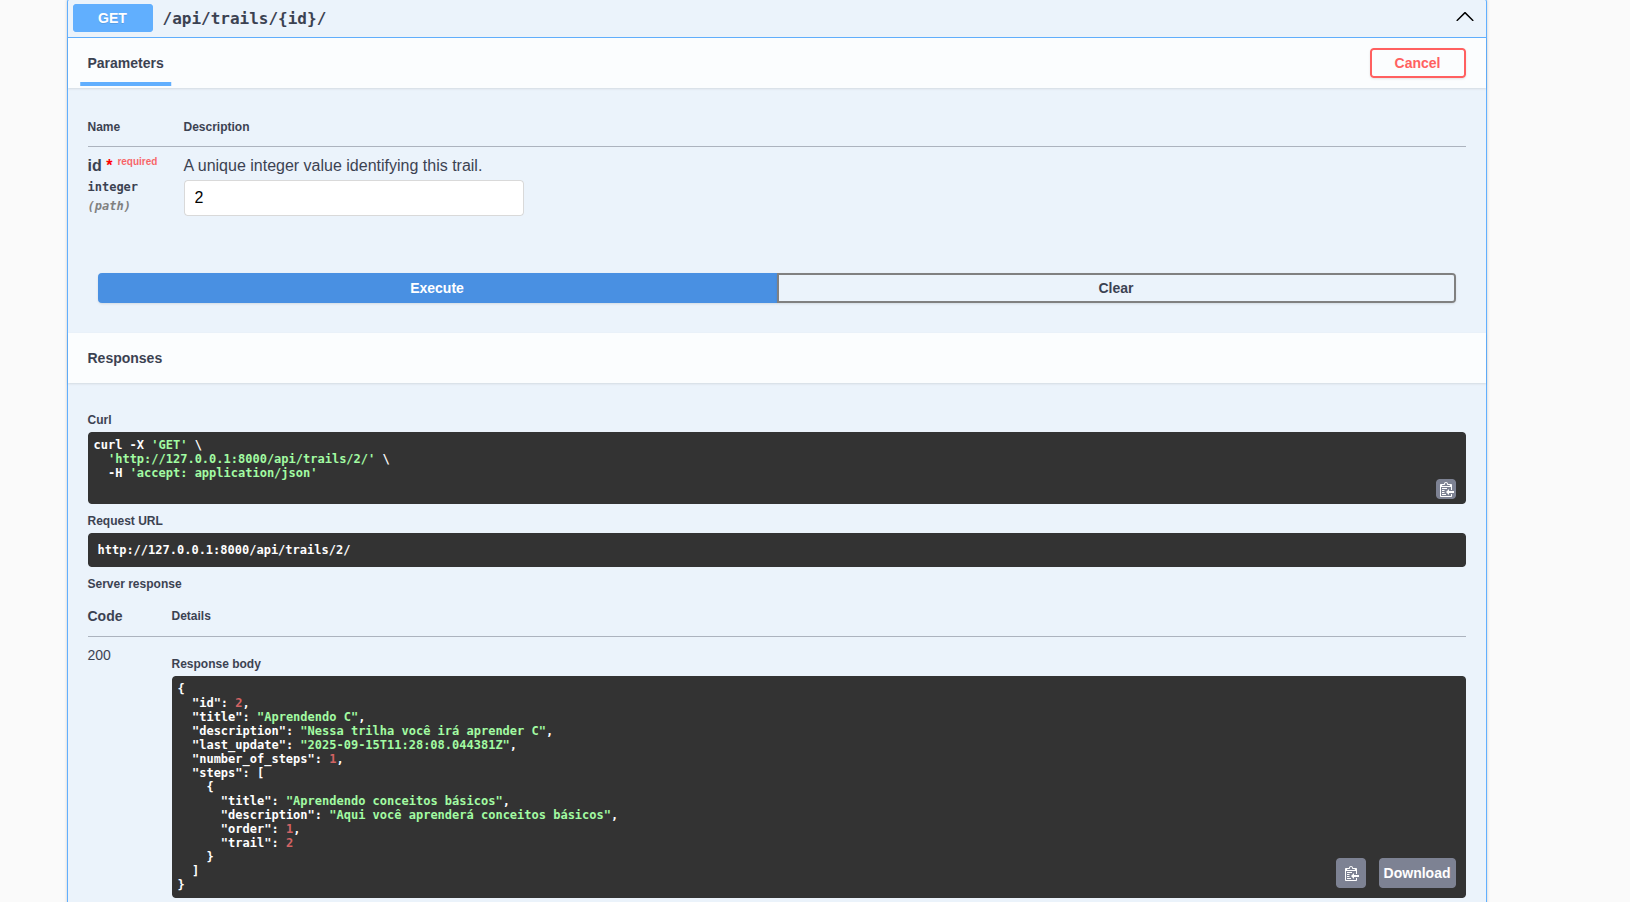 GET /api/trails/{id}/
Parameters
Cancel
Name Description
id * required A unique integer value identifying this trail.
integer
(path)
2
Execute Clear
Responses
Curl
curl -X 'GET' \
  'http://127.0.0.1:8000/api/trails/2/' \
  -H 'accept: application/json'
Request URL
http://127.0.0.1:8000/api/trails/2/
Server response
Code Details
200
Response body
{
  "id": 2,
  "title": "Aprendendo C",
  "description": "Nessa trilha você irá aprender C",
  "last_update": "2025-09-15T11:28:08.044381Z",
  "number_of_steps": 1,
  "steps": [
    {
      "title": "Aprendendo conceitos básicos",
      "description": "Aqui você aprenderá conceitos básicos",
      "order": 1,
      "trail": 2
    }
  ]
}
Download